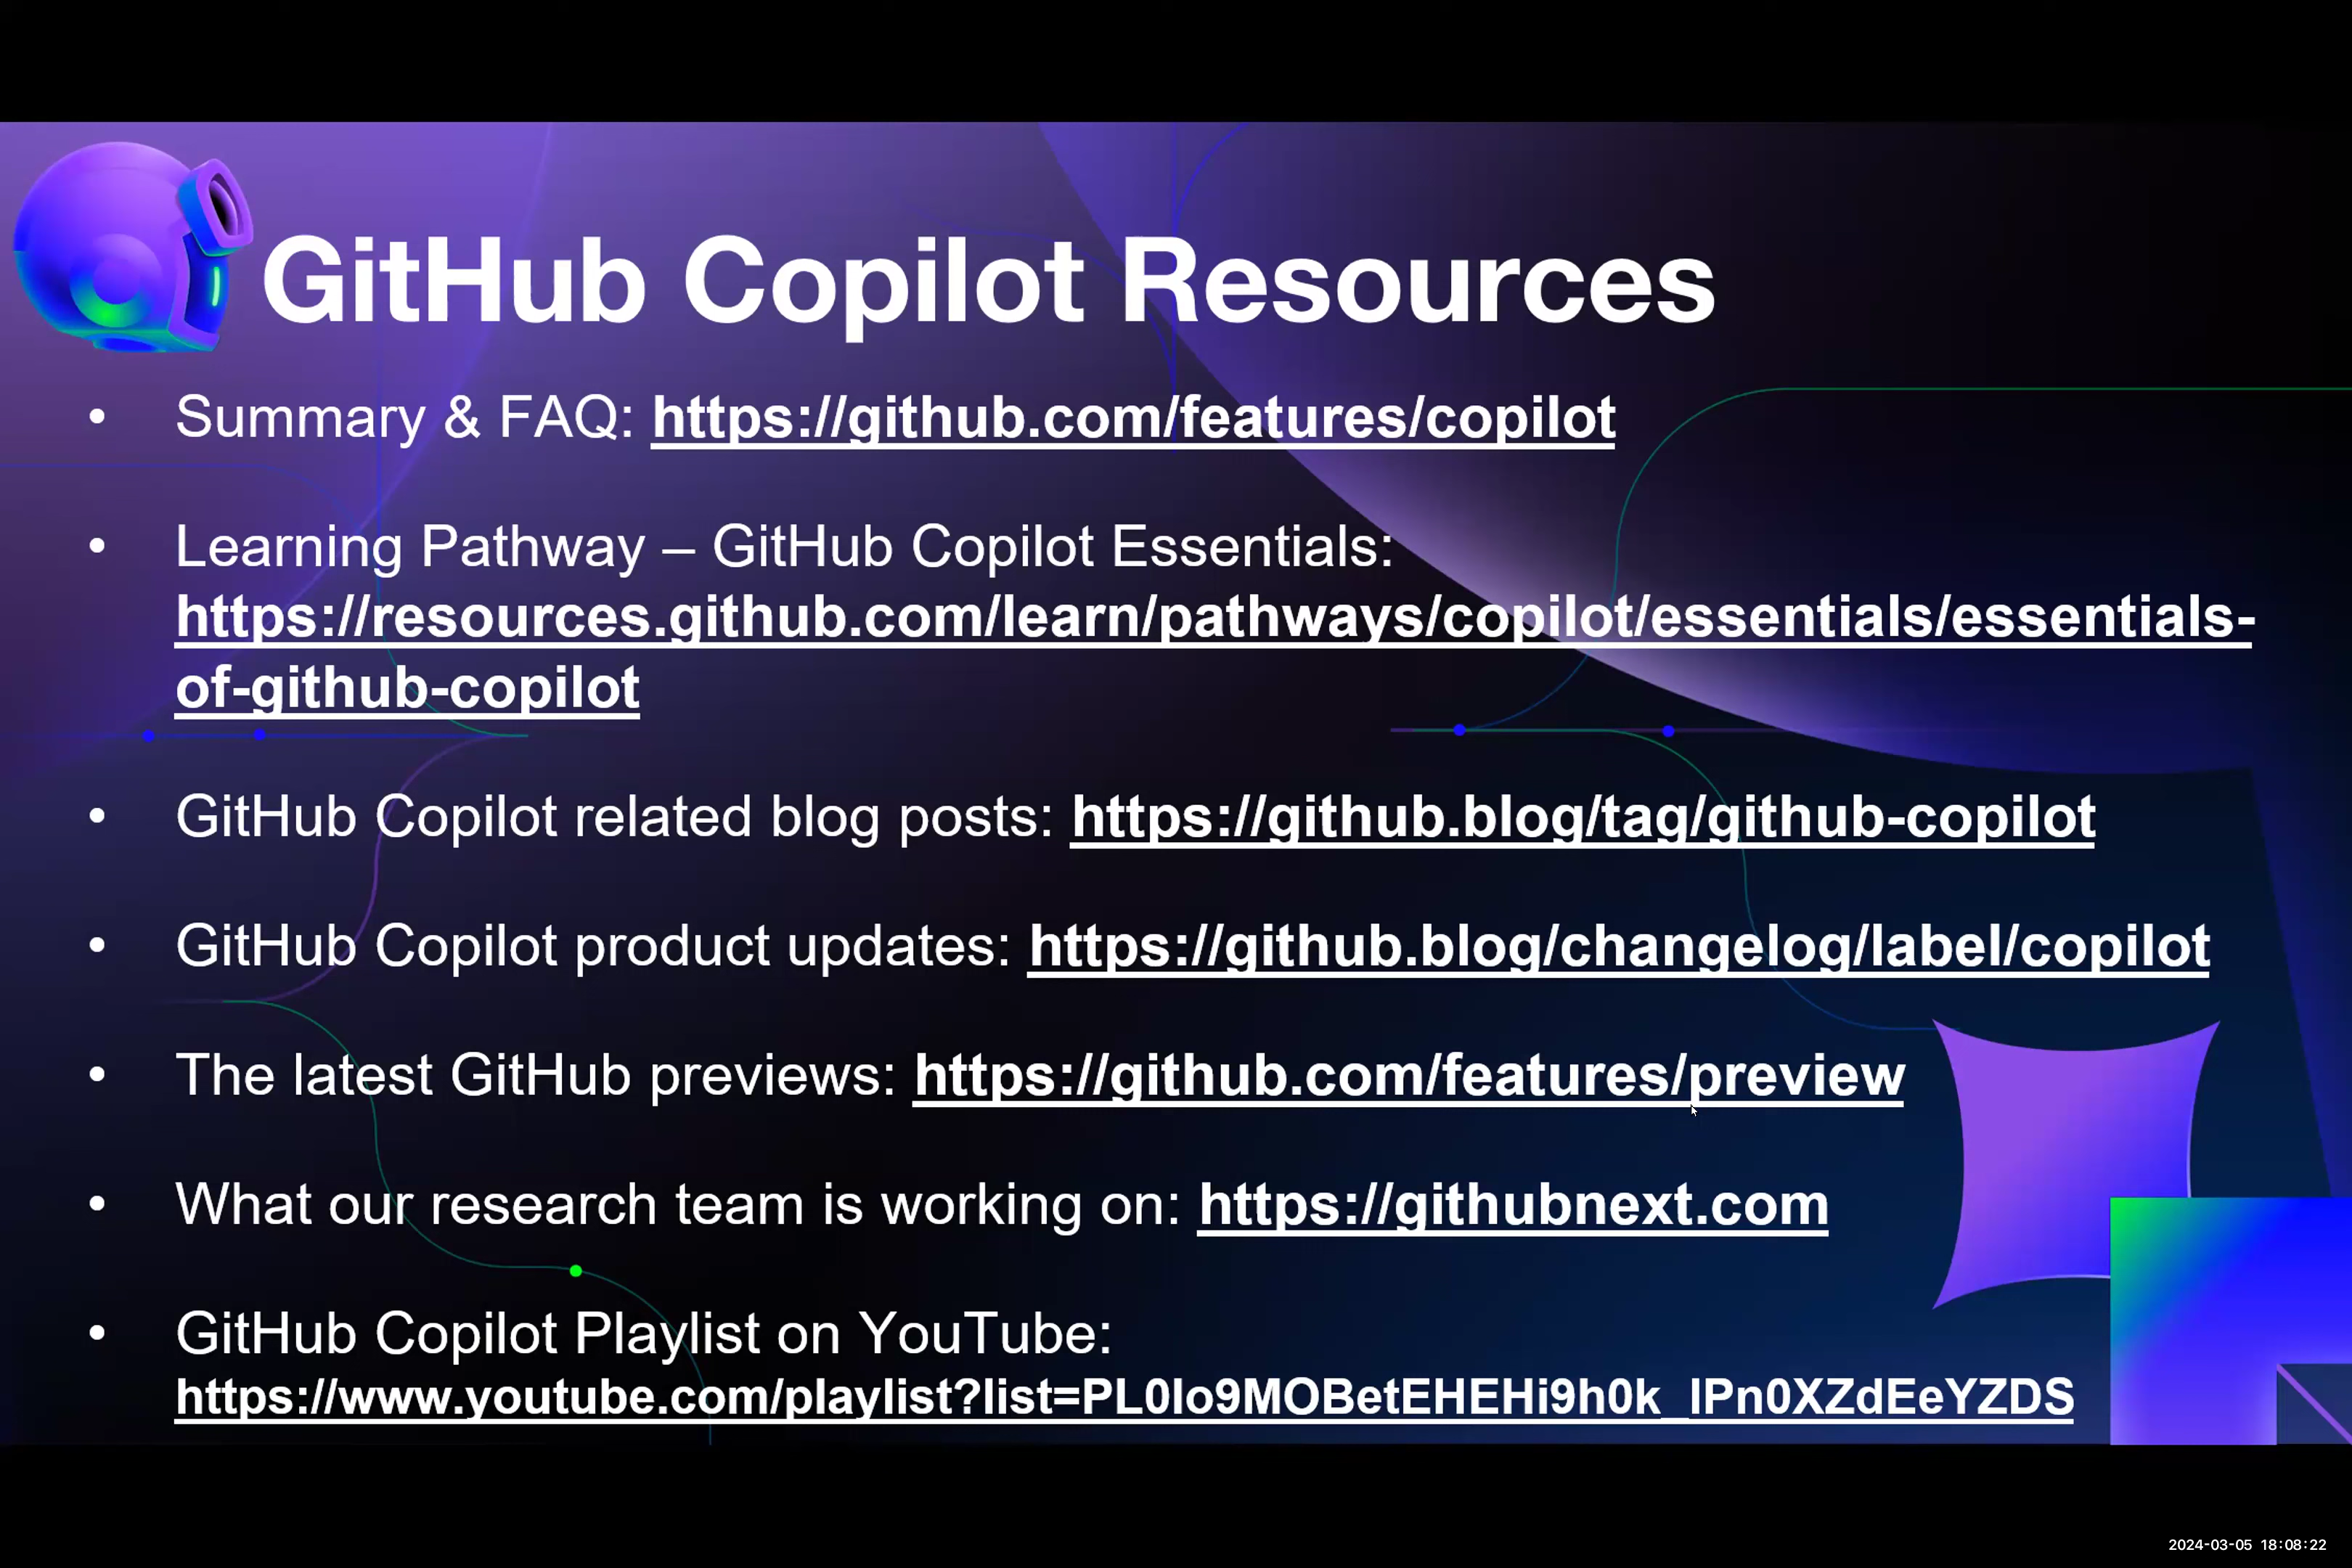 GitHub Copilot Resources
• Summary & FAQ: https://github.com/features/copilot
• Learning Pathway – GitHub Copilot Essentials:
https://resources.github.com/learn/pathways/copilot/essentials/essentials-
of-github-copilot
• GitHub Copilot related blog posts: https://github.blog/tag/github-copilot
• GitHub Copilot product updates: https://github.blog/changelog/label/copilot
• The latest GitHub previews: https://github.com/features/preview
• What our research team is working on: https://githubnext.com
• GitHub Copilot Playlist on YouTube:
https://www.youtube.com/playlist?list=PL0lo9MOBetEHEHi9h0k_lPn0XZdEeYZDS
2024-03-05 18:08:22